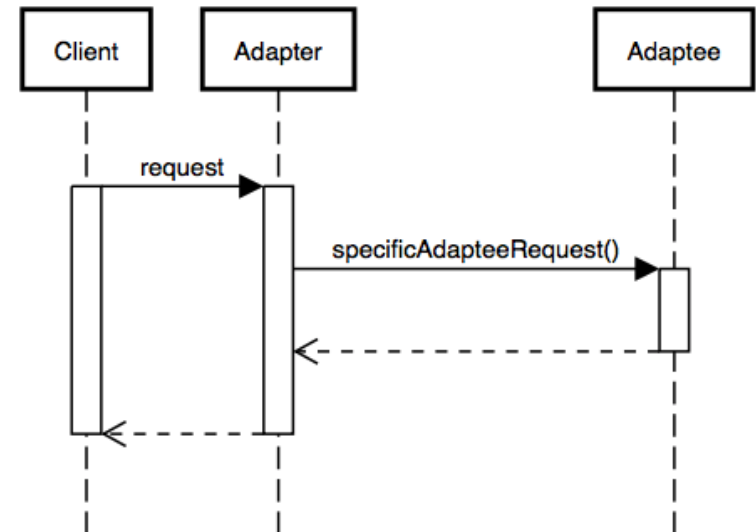 Client
Adapter
Adaptee
request
specificAdapteeRequest()